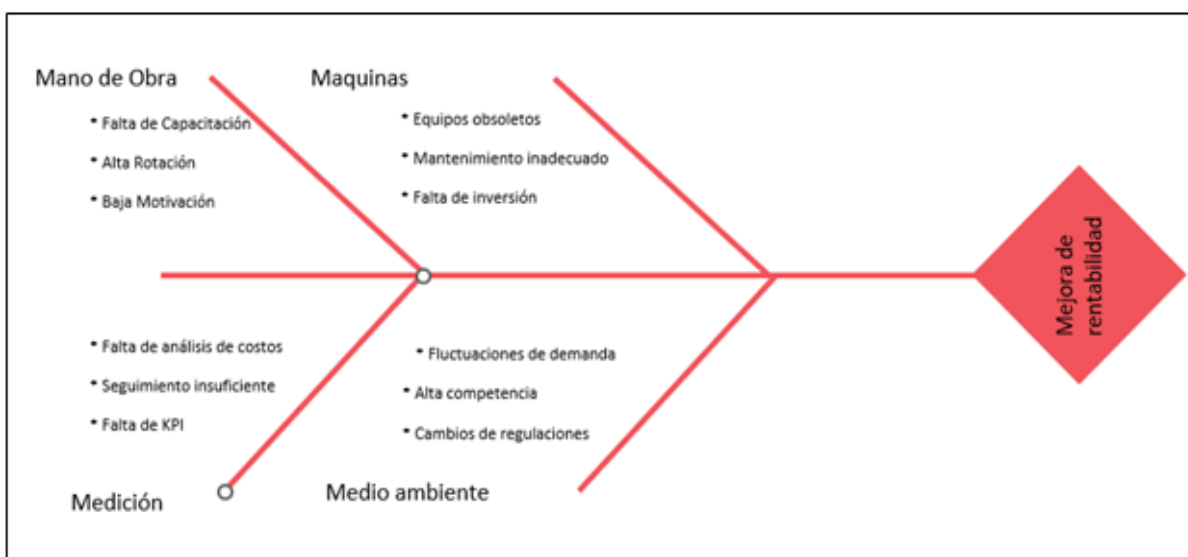 Mano de Obra
* Falta de Capacitación
* Alta Rotación
* Baja Motivación
Maquinas
* Equipos obsoletos
* Mantenimiento inadecuado
* Falta de inversión
Mejora de
rentabilidad
* Falta de análisis de costos
* Seguimiento insuficiente
* Falta de KPI
Medición
* Fluctuaciones de demanda
* Alta competencia
* Cambios de regulaciones
Medio ambiente